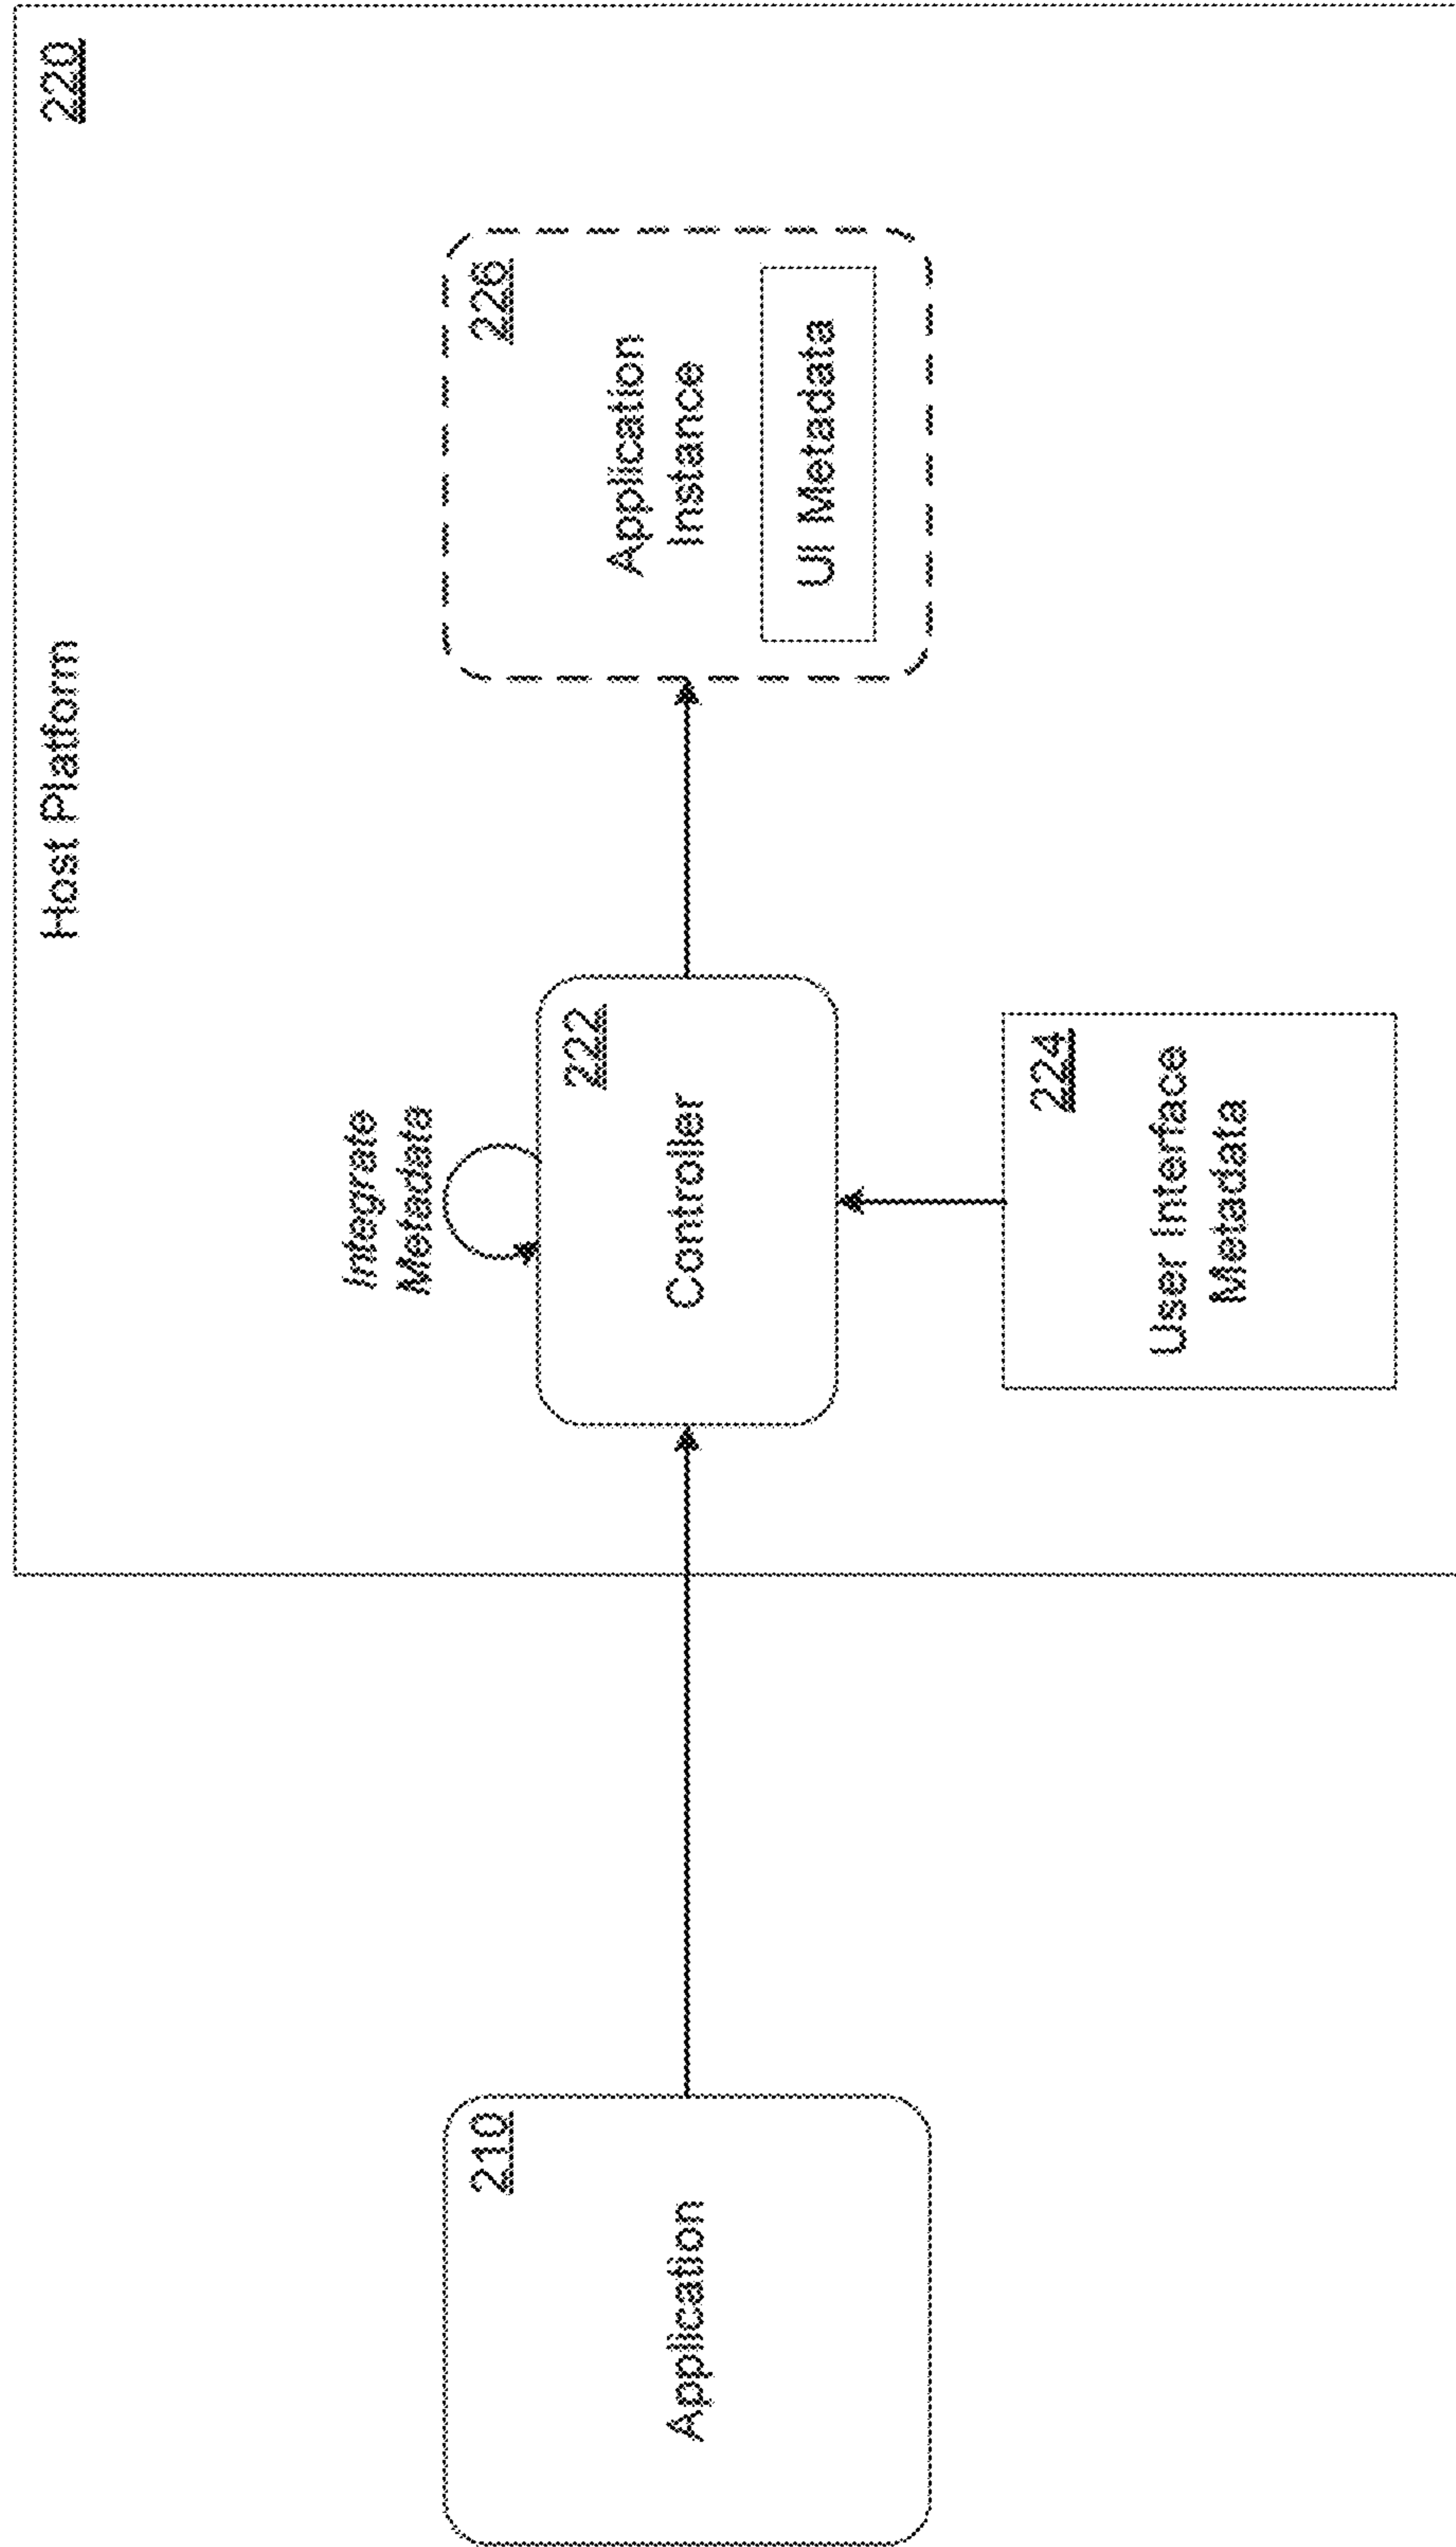 Host Platform
220
Integrate
Metadata
210
Application
222
Controller
226
Application
Instance
UI Metadata
224
User Interface
Metadata